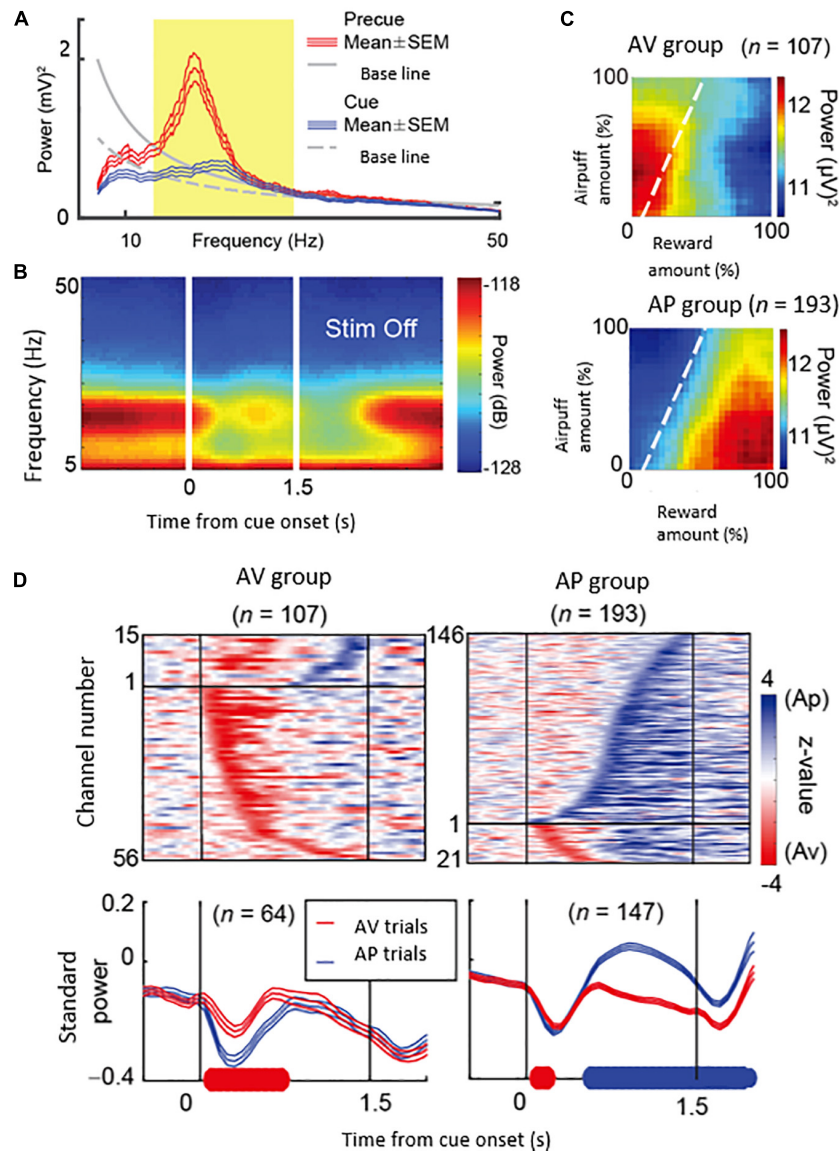 A
Power (mV)²
2
1
0
10
Frequency (Hz)
50
Precue
Mean±SEM
Base line
Cue
Mean±SEM
Base line
B
Frequency (Hz)
50
5
Stim Off
0
1.5
Time from cue onset (s)
-118
Power (dB)
-128
C
AV group (n = 107)
Airpuff
amount (%)
100
0
100
Reward
amount (%)
12
11
Power (µV)²
AP group (n = 193)
Airpuff
amount (%)
100
0
0
100
Reward
amount (%)
12
11
Power (µV)²
D
AV group
(n = 107)
AP group
(n = 193)
Channel number
15
1
56
146
1
21
4
(Ap)
z-value
(Av)
-4
Standard
power
0.2
0
−0.4
(n = 64)
AV trials
AP trials
(n = 147)
0
1.5
0
1.5
Time from cue onset (s)